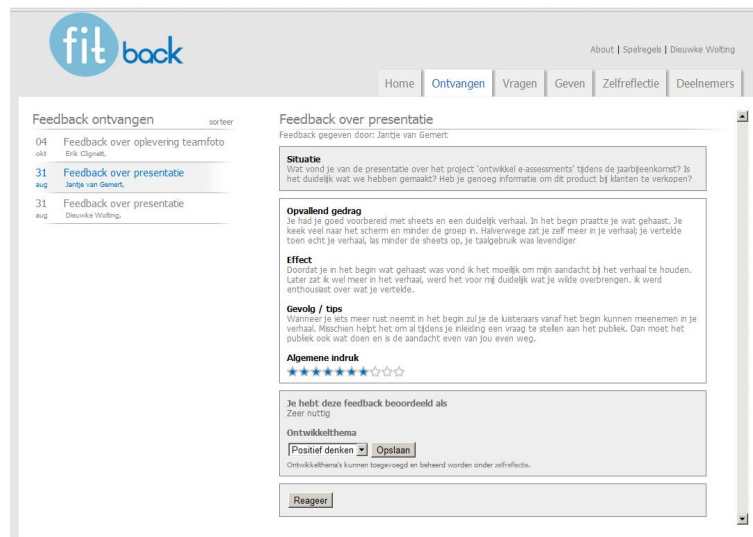 fit back
About | Spelregels | Dieuwke Wolting
Home Ontvangen Vragen Geven Zelfreflectie Deelnemers
Feedback ontvangen sorteer
04 okt Feedback over oplevering teamfoto
Erik Clignett,
31 aug Feedback over presentatie
Jantje van Gemert,
31 aug Feedback over presentatie
Dieuwke Wolting,
Feedback over presentatie
Feedback gegeven door: Jantje van Gemert
Situatie
Wat vond je van de presentatie over het project 'ontwikkel e-assessments' tijdens de jaarbijeenkomst? Is
het duidelijk wat we hebben gemaakt? Heb je genoeg informatie om dit product bij klanten te verkopen?
Opvallend gedrag
Je had je goed voorbereid met sheets en een duidelijk verhaal. In het begin praatte je wat gehaast. Je
keek veel naar het scherm en minder de groep in. Halverwege zat je zelf meer in je verhaal; je vertelde
toen echt je verhaal, las minder de sheets op, je taalgebruik was levendiger
Effect
Doordat je in het begin wat gehaast was vond ik het moeilijk om mijn aandacht bij het verhaal te houden.
Later zat ik wel meer in het verhaal, werd het voor mij duidelijk wat je wilde overbrengen. ik werd
enthousiast over wat je vertelde.
Gevolg / tips
Wanneer je iets meer rust neemt in het begin zul je de luisteraars vanaf het begin kunnen meenemen in je
verhaal. Misschien helpt het om al tijdens je inleiding een vraag te stellen aan het publiek. Dan moet het
publiek ook wat doen en is de aandacht even van jou even weg.
Algemene indruk
Je hebt deze feedback beoordeeld als
Zeer nuttig
Ontwikkelthema
Positief denken Opslaan
Ontwikkelthema's kunnen toegevoegd en beheerd worden onder zelfreflectie.
Reageer